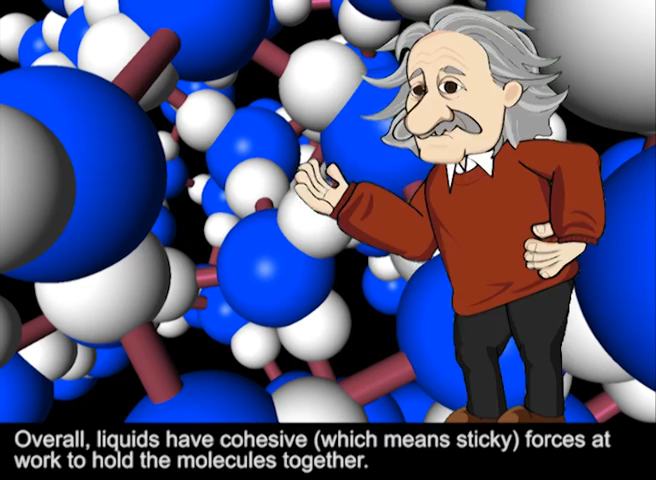 Overall, liquids have cohesive (which means sticky) forces at
work to hold the molecules together.